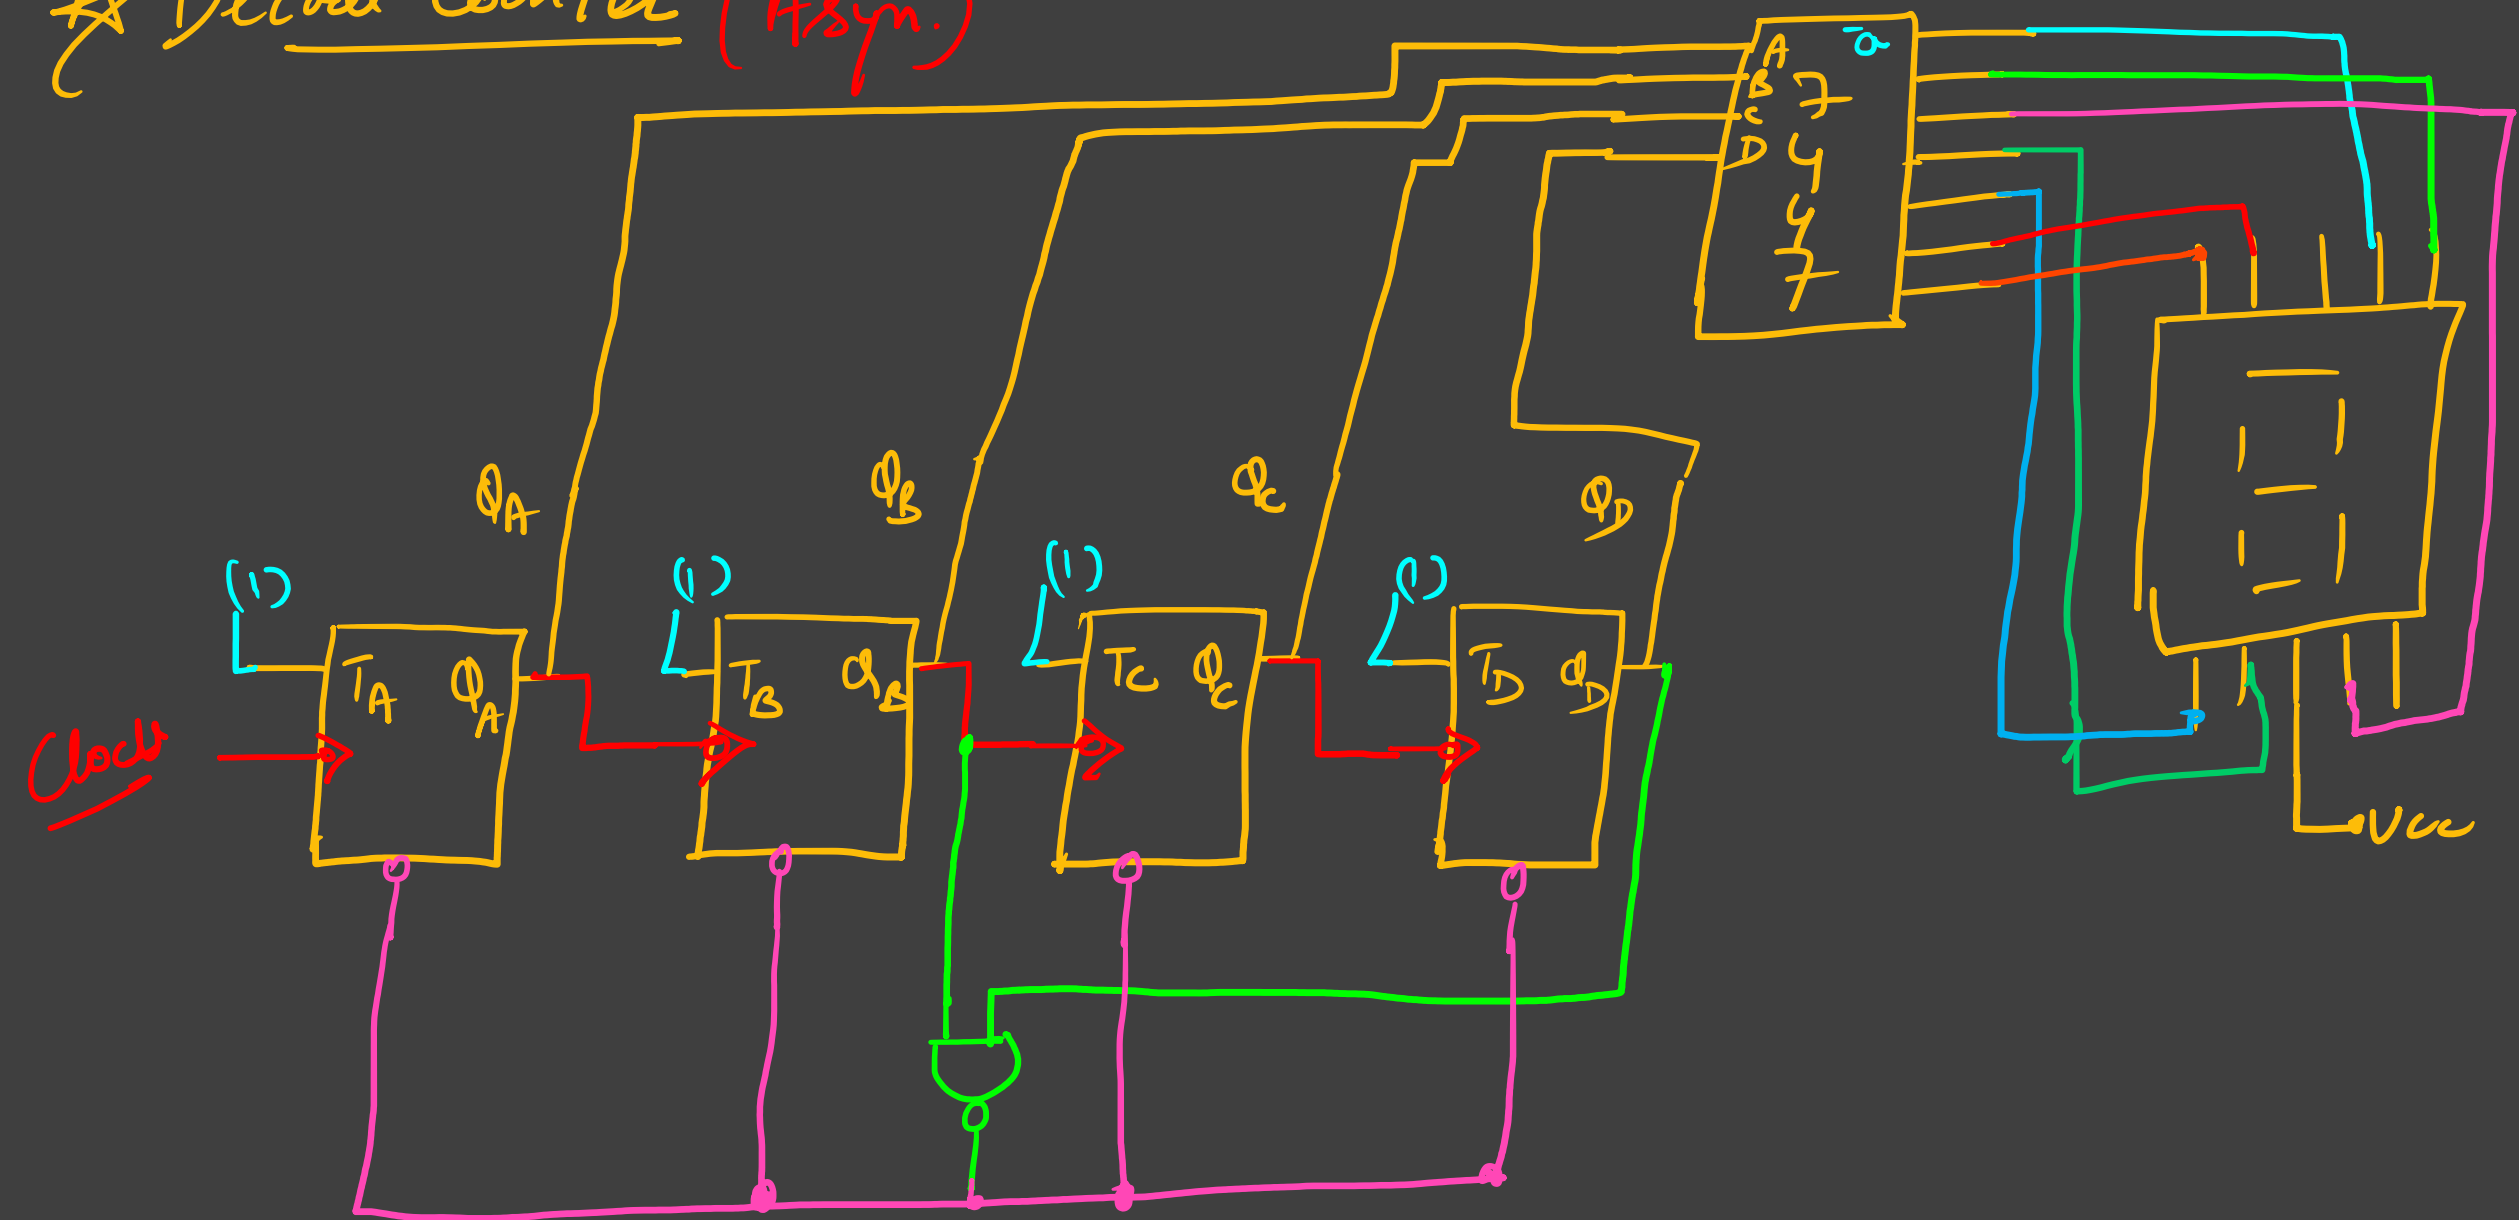 (Asyn.)
A
B
C
D
7
4
4
7
Q_A
Q_B
Q_C
Q_D
(1)
(1)
(1)
(1)
T_A Q_A
T_B Q_B
T_C Q_C
T_D Q_D
Clock
Vcc